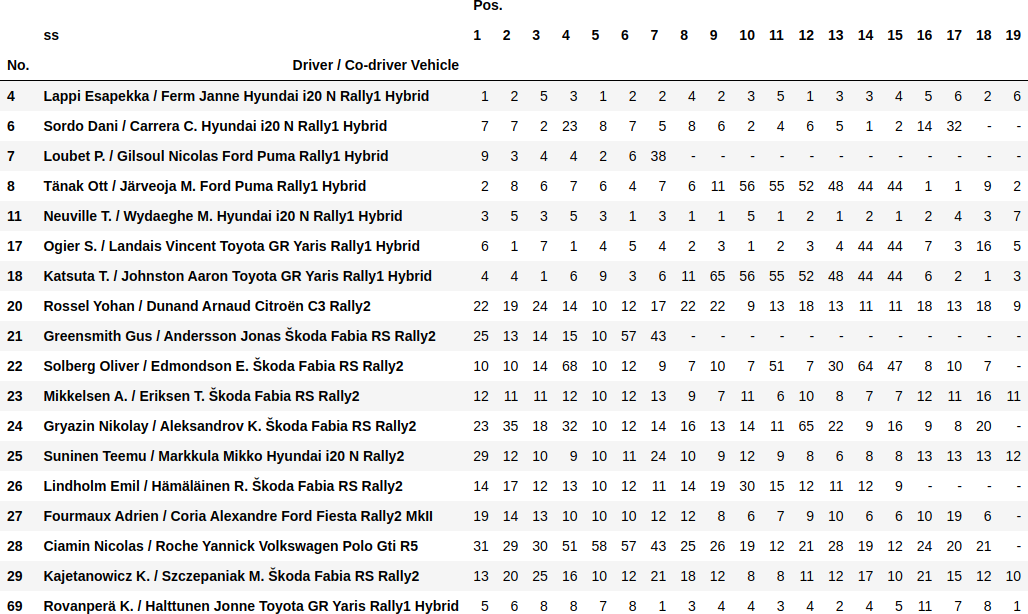 Pos.
ss 1 2 3 4 5 6 7 8 9 10 11 12 13 14 15 16 17 18 19
No. Driver / Co-driver Vehicle
4 Lappi Esapekka / Ferm Janne Hyundai i20 N Rally1 Hybrid 1 2 5 3 1 2 2 4 2 3 5 1 3 3 4 5 6 2 6
6 Sordo Dani / Carrera C. Hyundai i20 N Rally1 Hybrid 7 7 2 23 8 7 5 8 6 2 4 6 5 1 2 14 32 - -
7 Loubet P. / Gilsoul Nicolas Ford Puma Rally1 Hybrid 9 3 4 4 2 6 38 - - - - - - - - - - - -
8 Tänak Ott / Järveoja M. Ford Puma Rally1 Hybrid 2 8 6 7 6 4 7 6 11 56 55 52 48 44 44 1 1 9 2
11 Neuville T. / Wydaeghe M. Hyundai i20 N Rally1 Hybrid 3 5 3 5 3 1 3 1 1 5 1 2 1 2 1 2 4 3 7
17 Ogier S. / Landais Vincent Toyota GR Yaris Rally1 Hybrid 6 1 7 1 4 5 4 2 3 1 2 3 4 44 44 7 3 16 5
18 Katsuta T. / Johnston Aaron Toyota GR Yaris Rally1 Hybrid 4 4 1 6 9 3 6 11 65 56 55 52 48 44 44 6 2 1 3
20 Rossel Yohan / Dunand Arnaud Citroën C3 Rally2 22 19 24 14 10 12 17 22 22 9 13 18 13 11 11 18 13 18 9
21 Greensmith Gus / Andersson Jonas Škoda Fabia RS Rally2 25 13 14 15 10 57 43 - - - - - - - - - - - -
22 Solberg Oliver / Edmondson E. Škoda Fabia RS Rally2 10 10 14 68 10 12 9 7 10 7 51 7 30 64 47 8 10 7 -
23 Mikkelsen A. / Eriksen T. Škoda Fabia RS Rally2 12 11 11 12 10 12 13 9 7 11 6 10 8 7 7 12 11 16 11
24 Gryazin Nikolay / Aleksandrov K. Škoda Fabia RS Rally2 23 35 18 32 10 12 14 16 13 14 11 65 22 9 16 9 8 20 -
25 Suninen Teemu / Markkula Mikko Hyundai i20 N Rally2 29 12 10 9 10 11 24 10 9 12 9 8 6 8 8 13 13 13 12
26 Lindholm Emil / Hämäläinen R. Škoda Fabia RS Rally2 14 17 12 13 10 12 11 14 19 30 15 12 11 12 9 - - - -
27 Fourmaux Adrien / Coria Alexandre Ford Fiesta Rally2 MkII 19 14 13 10 10 10 12 12 8 6 7 9 10 6 6 10 19 6 -
28 Ciamin Nicolas / Roche Yannick Volkswagen Polo Gti R5 31 29 30 51 58 57 43 25 26 19 12 21 28 19 12 24 20 21 -
29 Kajetanowicz K. / Szczepaniak M. Škoda Fabia RS Rally2 13 20 25 16 10 12 21 18 12 8 8 11 12 17 10 21 15 12 10
69 Rovanperä K. / Halttunen Jonne Toyota GR Yaris Rally1 Hybrid 5 6 8 8 7 8 1 3 4 4 3 4 2 4 5 11 7 8 1